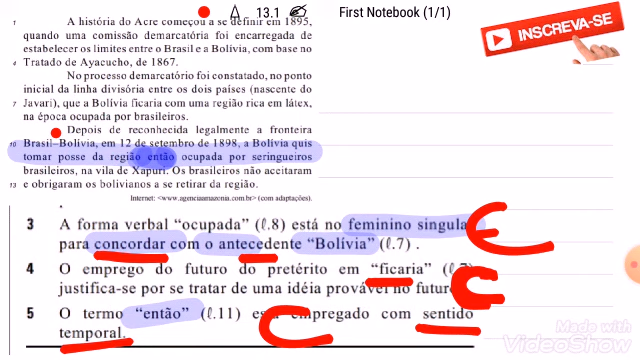 13.1
First Notebook (1/1)
INSCREVA-SE
1 A história do Acre começou a se definir em 1895,
quando uma comissão demarcatória foi encarregada de
estabelecer os limites entre o Brasil e a Bolívia, com base no
4 Tratado de Ayacucho, de 1867.
No processo demarcatório foi constatado, no ponto
inicial da linha divisória entre os dois países (nascente do
7 Javari), que a Bolívia ficaria com uma região rica em látex,
na época ocupada por brasileiros.
Depois de reconhecida legalmente a fronteira
10 Brasil–Bolívia, em 12 de setembro de 1898, a Bolívia quis
tomar posse da região então ocupada por seringueiros
brasileiros, na vila de Xapuri. Os brasileiros não aceitaram
13 e obrigaram os bolivianos a se retirar da região.
Internet: <www.agenciaamazonia.com.br> (com adaptações).
3 A forma verbal “ocupada” (ℓ.8) está no feminino singular
para concordar com o antecedente “Bolívia” (ℓ.7) .
4 O emprego do futuro do pretérito em “ficaria” (ℓ.7)
justifica-se por se tratar de uma idéia provável no futuro.
5 O termo “então” (ℓ.11) está empregado com sentido
temporal.
Made with
VideoShow